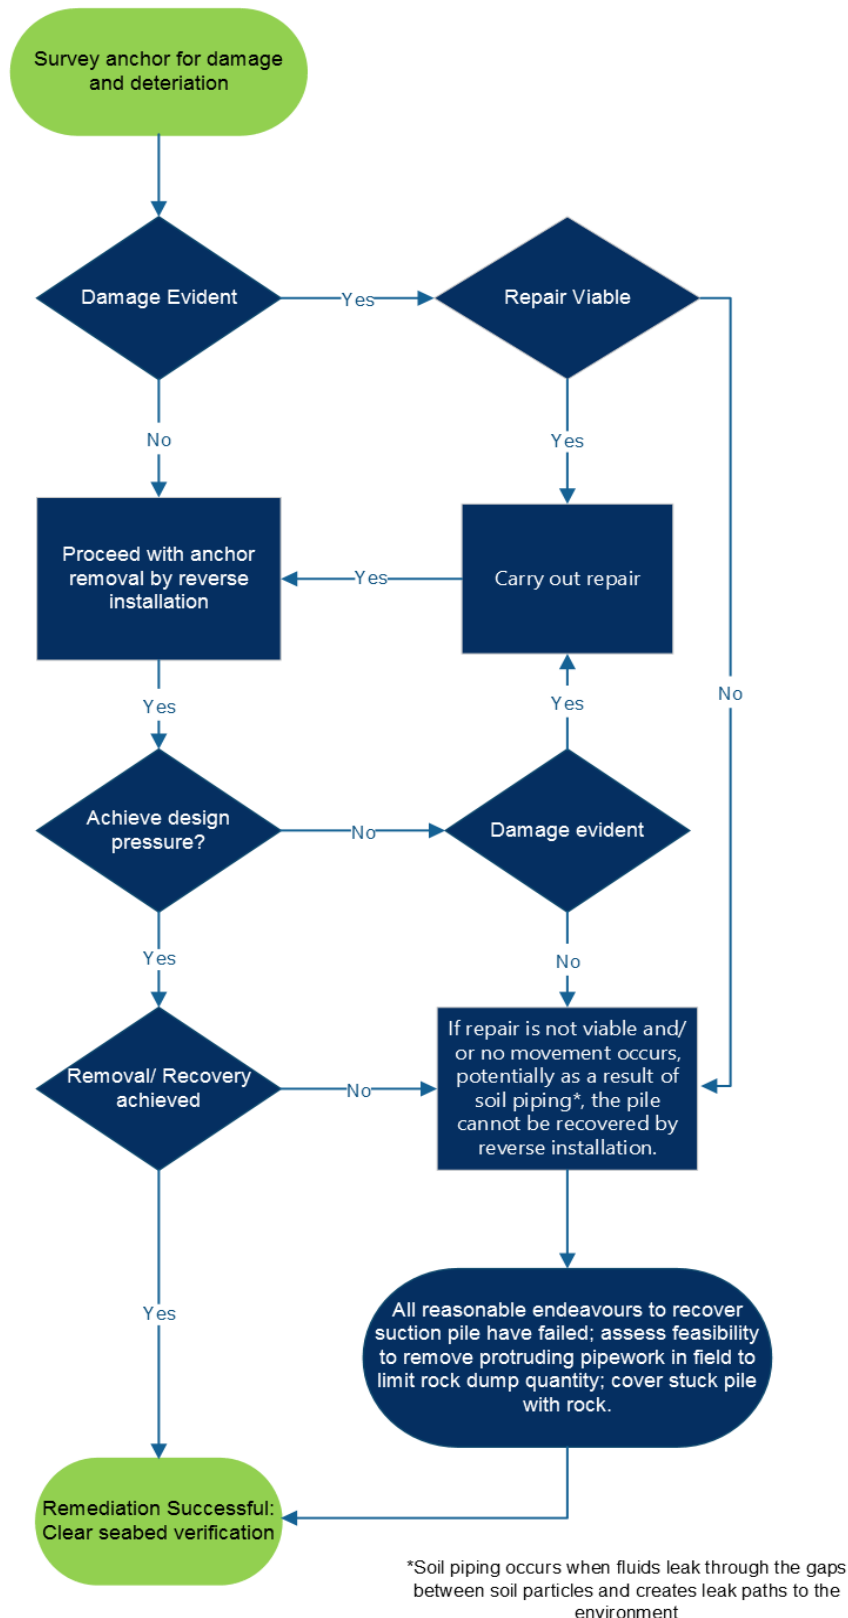 Survey anchor for damage
and deteriation
Damage Evident
Yes
Repair Viable
No
Yes
Proceed with anchor
removal by reverse
installation
Yes
Carry out repair
Yes
Yes
No
Achieve design
pressure?
No
Damage evident
Yes
No
Removal/ Recovery
achieved
No
If repair is not viable and/
or no movement occurs,
potentially as a result of
soil piping*, the pile
cannot be recovered by
reverse installation.
Yes
All reasonable endeavours to recover
suction pile have failed; assess feasibility
to remove protruding pipework in field to
limit rock dump quantity; cover stuck pile
with rock.
Remediation Successful:
Clear seabed verification
*Soil piping occurs when fluids leak through the gaps
between soil particles and creates leak paths to the
environment